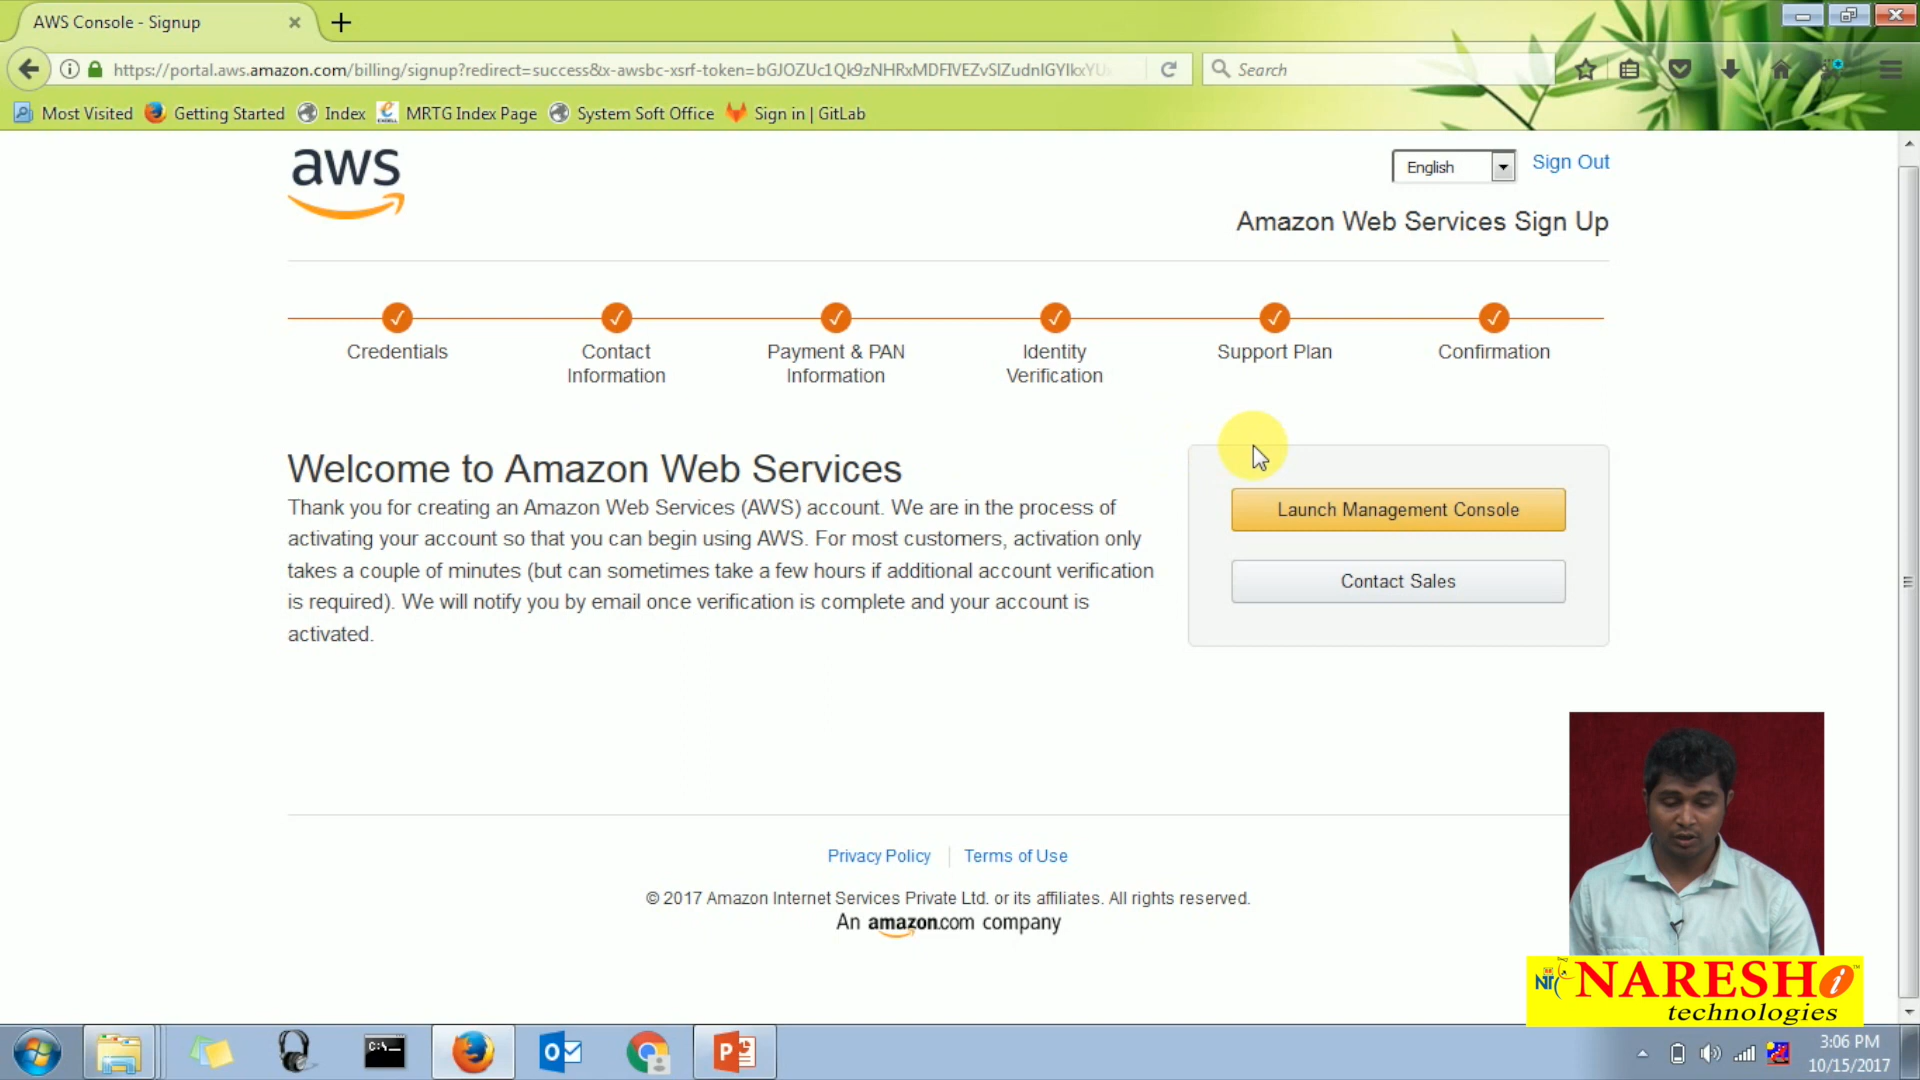 AWS Console - Signup
https://portal.aws.amazon.com/billing/signup?redirect=success&x-awsbc-xsrf-token=
Search
Most Visited
Getting Started
Index
MRTG Index Page
System Soft Office
Sign in | GitLab
aws
English
Sign Out
Amazon Web Services Sign Up
Credentials
Contact
Information
Payment & PAN
Information
Identity
Verification
Support Plan
Confirmation
Welcome to Amazon Web Services
Thank you for creating an Amazon Web Services (AWS) account. We are in the process of
activating your account so that you can begin using AWS. For most customers, activation only
takes a couple of minutes (but can sometimes take a few hours if additional account verification
is required). We will notify you by email once verification is complete and your account is
activated.
Launch Management Console
Contact Sales
Privacy Policy
Terms of Use
© 2017 Amazon Internet Services Private Ltd. or its affiliates. All rights reserved.
An amazon.com company
NARESH i
technologies
3:06 PM
10/15/2017